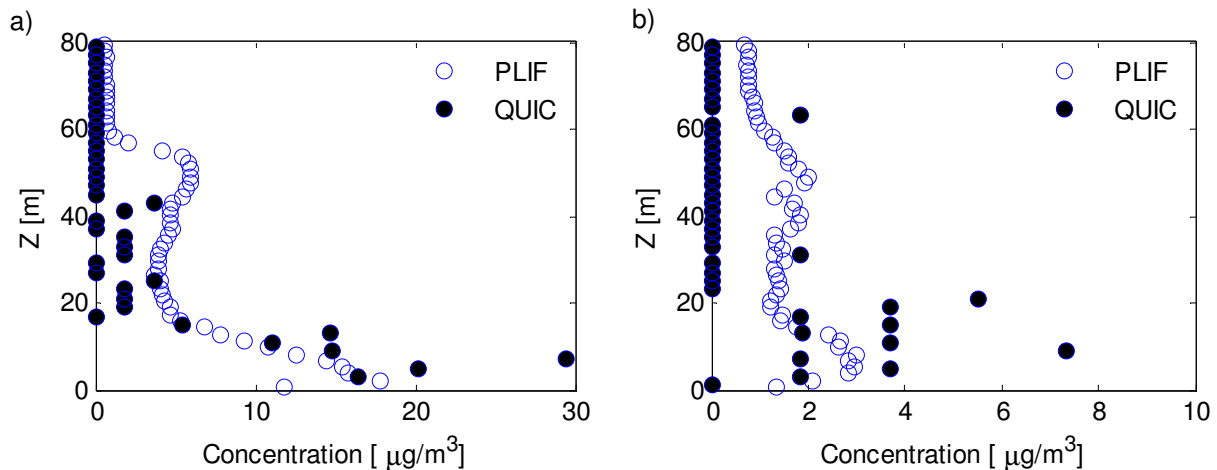 a)
80
60
40
20
0
Z [m]
0 10 20 30
Concentration [ μg/m³]
PLIF
QUIC
b)
80
60
40
20
0
Z [m]
0 2 4 6 8 10
Concentration [ μg/m³]
PLIF
QUIC